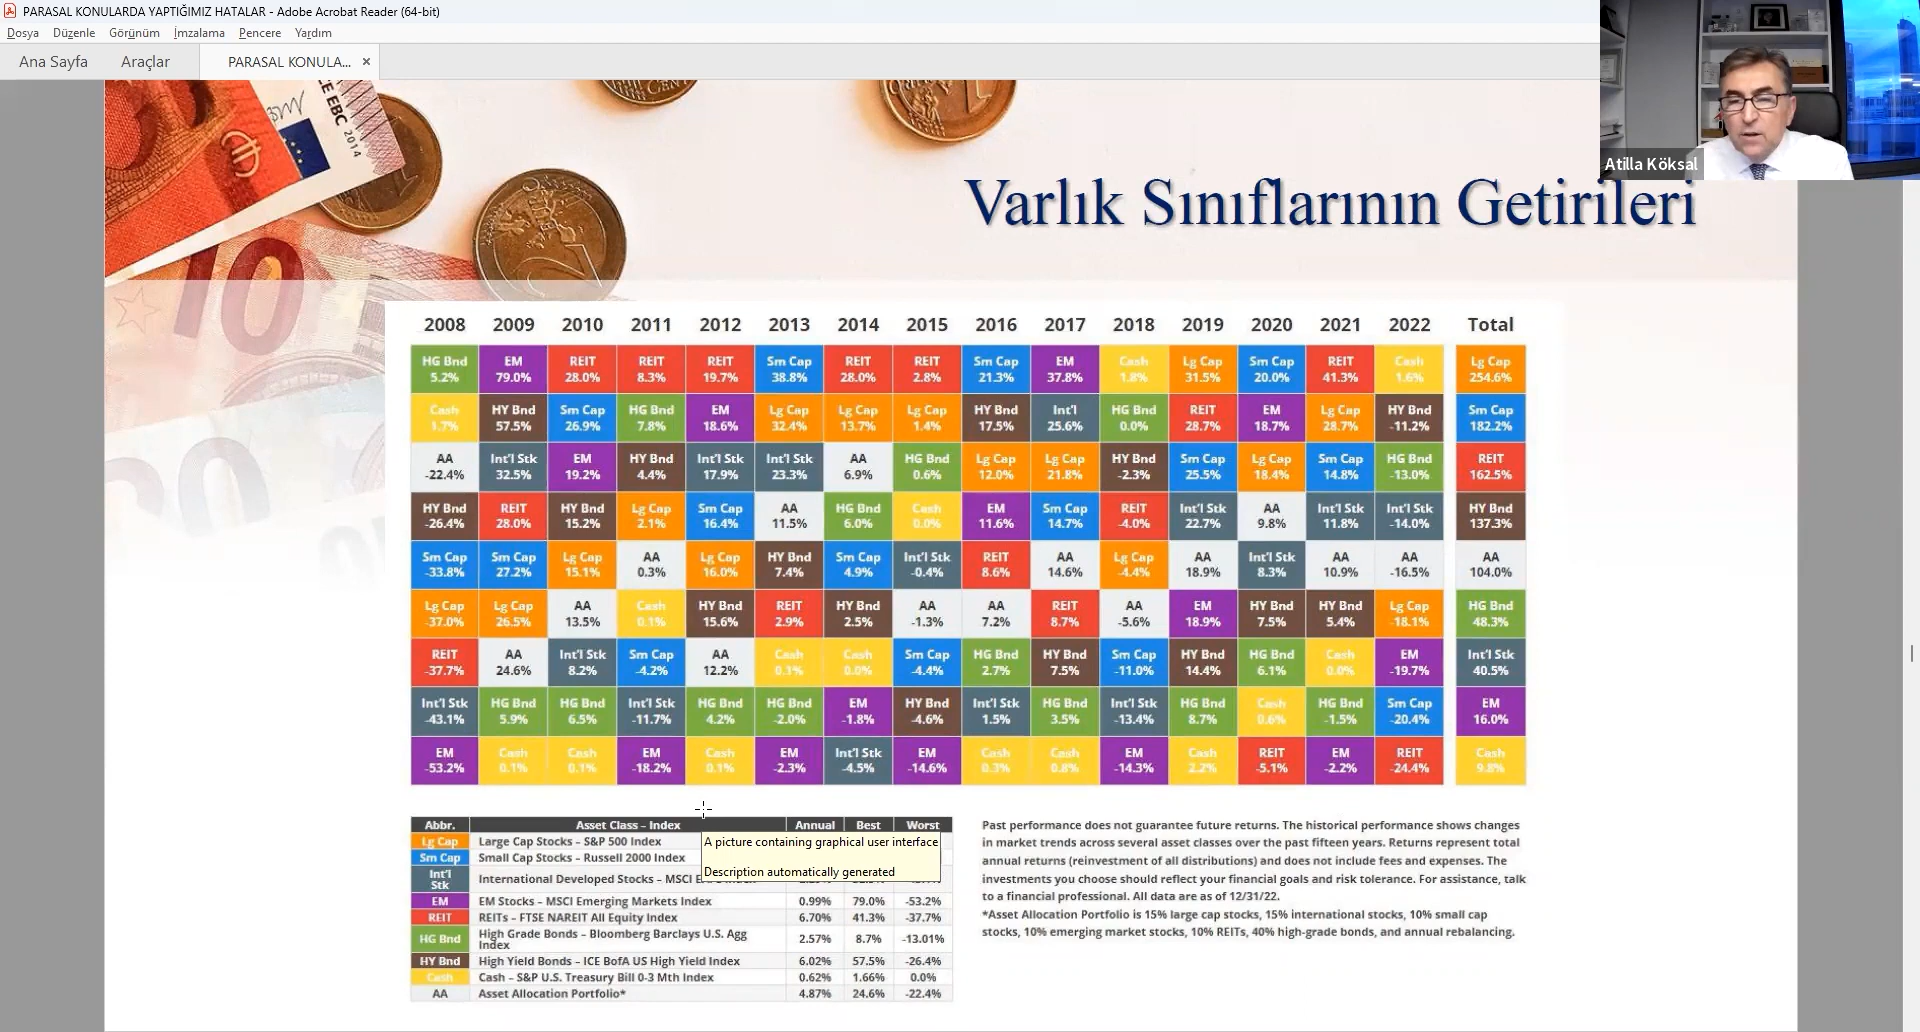 PARASAL KONULARDA YAPTIĞIMIZ HATALAR - Adobe Acrobat Reader (64-bit)
Dosya Düzenle Görünüm İmzalama Pencere Yardım
Ana Sayfa Araçlar PARASAL KONULA... ×
Atilla Köksal
Varlık Sınıflarının Getirileri
2008 2009 2010 2011 2012 2013 2014 2015 2016 2017 2018 2019 2020 2021 2022 Total
HG Bnd EM REIT REIT REIT Sm Cap REIT REIT Sm Cap EM Cash Lg Cap Sm Cap REIT Cash Lg Cap
5.2% 79.0% 28.0% 8.3% 19.7% 38.8% 28.0% 2.8% 21.3% 37.8% 1.8% 31.5% 20.0% 41.3% 1.6% 254.6%
Cash HY Bnd Sm Cap HG Bnd EM Lg Cap Lg Cap Lg Cap HY Bnd Int'l HG Bnd REIT EM Lg Cap HY Bnd Sm Cap
1.7% 57.5% 26.9% 7.8% 18.6% 32.4% 13.7% 1.4% 17.5% 25.6% 0.0% 28.7% 18.7% 28.7% -11.2% 182.2%
AA Int'l Stk EM HY Bnd Int'l Stk Int'l Stk AA HG Bnd Lg Cap Lg Cap HY Bnd Sm Cap Lg Cap Sm Cap HG Bnd REIT
-22.4% 32.5% 19.2% 4.4% 17.9% 23.3% 6.9% 0.6% 12.0% 21.8% -2.3% 25.5% 18.4% 14.8% -13.0% 162.5%
HY Bnd REIT HY Bnd Lg Cap Sm Cap AA HG Bnd Cash EM Sm Cap REIT Int'l Stk AA Int'l Stk Int'l Stk HY Bnd
-26.4% 28.0% 15.2% 2.1% 16.4% 11.5% 6.0% 0.0% 11.6% 14.7% -4.0% 22.7% 9.8% 11.8% -14.0% 137.3%
Sm Cap Sm Cap Lg Cap AA Lg Cap HY Bnd Sm Cap Int'l Stk REIT AA Lg Cap AA Int'l Stk AA AA AA
-33.8% 27.2% 15.1% 0.3% 16.0% 7.4% 4.9% -0.4% 8.6% 14.6% -4.4% 18.9% 8.3% 10.9% -16.5% 104.0%
Lg Cap Lg Cap AA Cash HY Bnd REIT HY Bnd AA AA REIT AA EM HY Bnd HY Bnd Lg Cap HG Bnd
-37.0% 26.5% 13.5% 0.1% 15.6% 2.9% 2.5% -1.3% 7.2% 8.7% -5.6% 18.9% 7.5% 5.4% -18.1% 48.3%
REIT AA Int'l Stk Sm Cap AA Cash Cash Sm Cap HG Bnd HY Bnd Sm Cap HY Bnd HG Bnd Cash EM Int'l Stk
-37.7% 24.6% 8.2% -4.2% 12.2% 0.1% 0.0% -4.4% 2.7% 7.5% -11.0% 14.4% 6.1% 0.0% -19.7% 40.5%
Int'l Stk HG Bnd HG Bnd Int'l Stk HG Bnd HG Bnd EM HY Bnd Int'l Stk HG Bnd Int'l Stk HG Bnd Cash HG Bnd Sm Cap EM
-43.1% 5.9% 6.5% -11.7% 4.2% -2.0% -1.8% -4.6% 1.5% 3.5% -13.4% 8.7% 0.6% -1.5% -20.4% 16.0%
EM Cash Cash EM Cash EM Int'l Stk EM Cash Cash EM Cash REIT EM REIT Cash
-53.2% 0.1% 0.1% -18.2% 0.1% -2.3% -4.5% -14.6% 0.3% 0.8% -14.3% 2.2% -5.1% -2.2% -24.4% 9.8%
Abbr. Asset Class – Index Annual Best Worst
Lg Cap Large Cap Stocks – S&P 500 Index
Sm Cap Small Cap Stocks – Russell 2000 Index
Int'l Stk International Developed Stocks – MSCI
EM EM Stocks – MSCI Emerging Markets Index 0.99% 79.0% -53.2%
REIT REITs – FTSE NAREIT All Equity Index 6.70% 41.3% -37.7%
HG Bnd High Grade Bonds – Bloomberg Barclays U.S. Agg Index 2.57% 8.7% -13.01%
HY Bnd High Yield Bonds – ICE BofA US High Yield Index 6.02% 57.5% -26.4%
Cash Cash – S&P U.S. Treasury Bill 0-3 Mth Index 0.62% 1.66% 0.0%
AA Asset Allocation Portfolio* 4.87% 24.6% -22.4%
A picture containing graphical user interface
Description automatically generated
Past performance does not guarantee future returns. The historical performance shows changes
in market trends across several asset classes over the past fifteen years. Returns represent total
annual returns (reinvestment of all distributions) and does not include fees and expenses. The
investments you choose should reflect your financial goals and risk tolerance. For assistance, talk
to a financial professional. All data are as of 12/31/22.
*Asset Allocation Portfolio is 15% large cap stocks, 15% international stocks, 10% small cap
stocks, 10% emerging market stocks, 10% REITs, 40% high-grade bonds, and annual rebalancing.